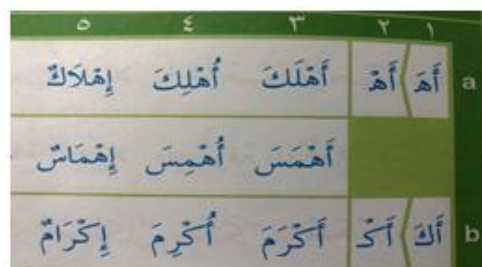 ١ ٢ ٣ ٤ ٥
a أَهَ أَهْ أَهْلَكَ أُهْلِكَ إِهْلَاكٌ
أَهْمَسَ أُهْمِسَ إِهْمَاسٌ
b أَكَ أَكْ أَكْرَمَ أُكْرِمَ إِكْرَامٌ